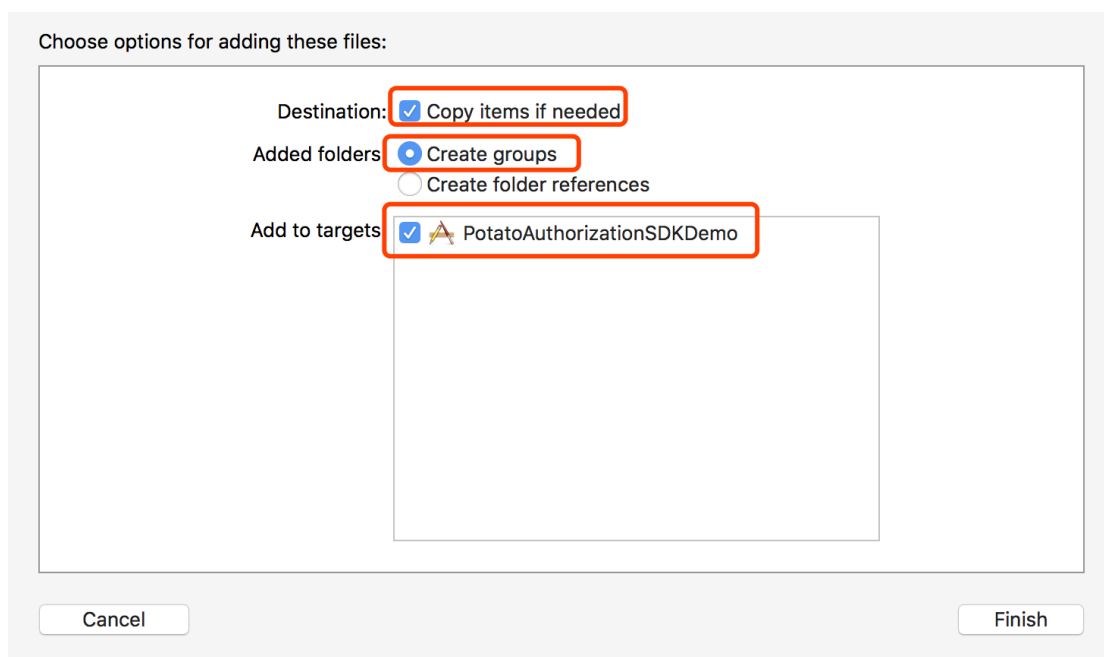 Choose options for adding these files:
Destination: Copy items if needed
Added folders Create groups
Create folder references
Add to targets PotatoAuthorizationSDKDemo
Cancel Finish